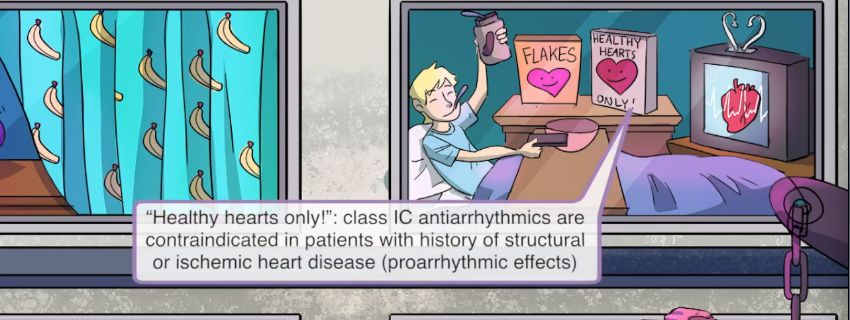 FLAKES
HEALTHY
HEARTS
ONLY!
“Healthy hearts only!”: class IC antiarrhythmics are
contraindicated in patients with history of structural
or ischemic heart disease (proarrhythmic effects)